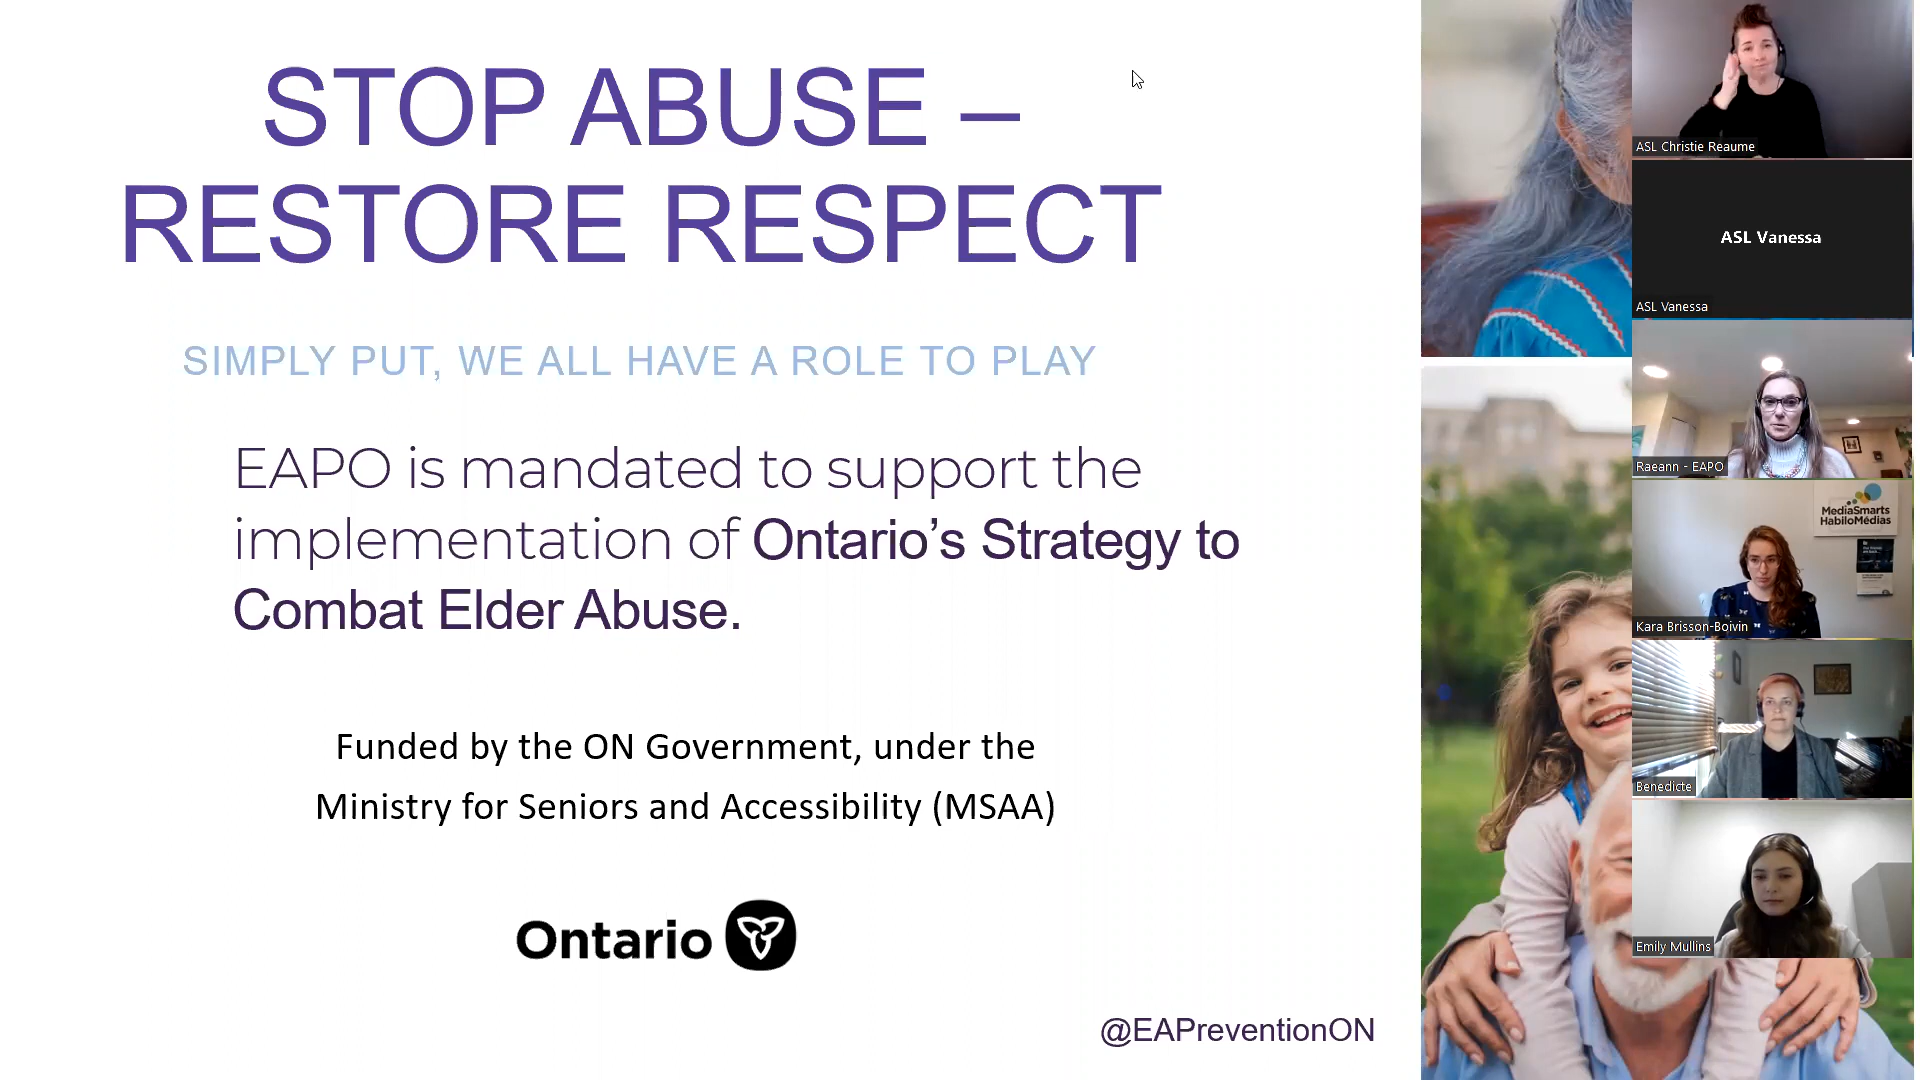 STOP ABUSE –
RESTORE RESPECT
SIMPLY PUT, WE ALL HAVE A ROLE TO PLAY
EAPO is mandated to support the
implementation of Ontario’s Strategy to
Combat Elder Abuse.
Funded by the ON Government, under the
Ministry for Seniors and Accessibility (MSAA)
Ontario
@EAPreventionON
ASL Christie Reaume
ASL Vanessa
ASL Vanessa
Raeann - EAPO
MediaSmarts
HabiloMédias
Kara Brisson-Boivin
Benedicte
Emily Mullins